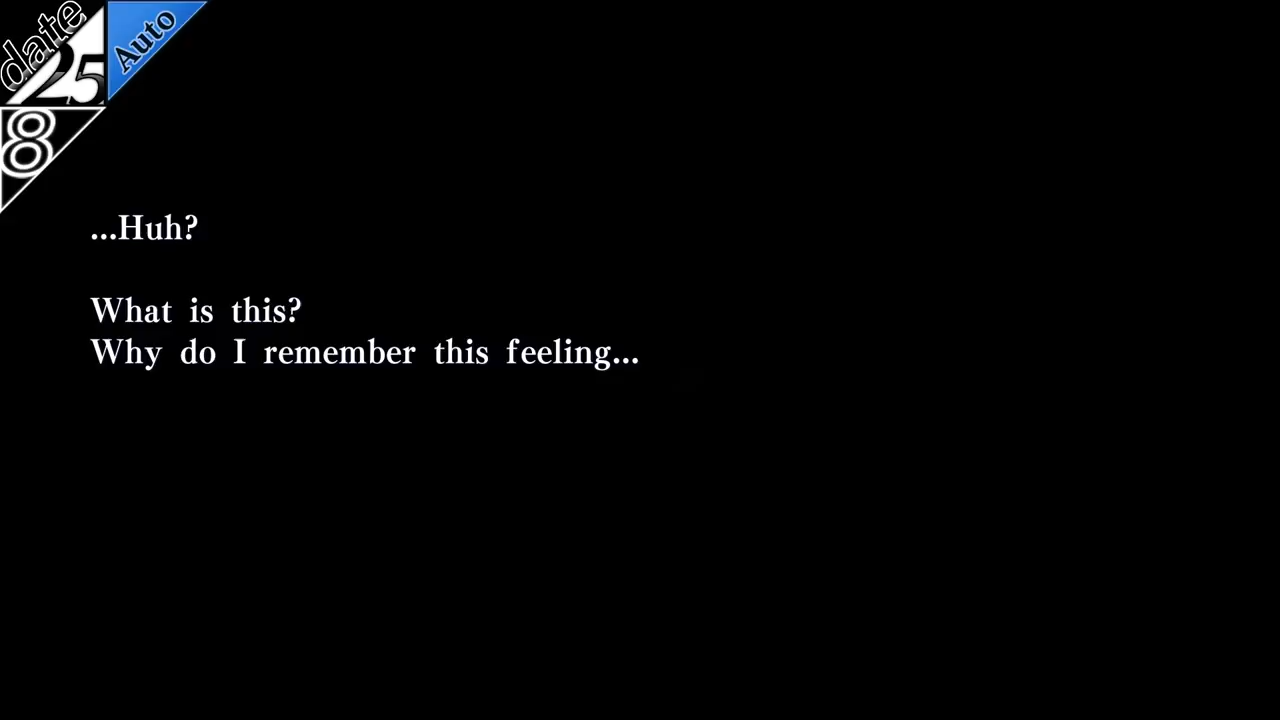 date
25
Auto
8
...Huh?
What is this?
Why do I remember this feeling...